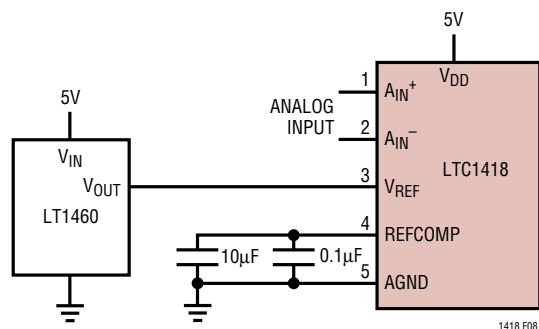 5V
5V
V_IN
V_OUT
LT1460
ANALOG
INPUT
1
A_IN+
2
A_IN–
3
V_REF
4
REFCOMP
5
AGND
V_DD
LTC1418
10µF
0.1µF
1418 F08